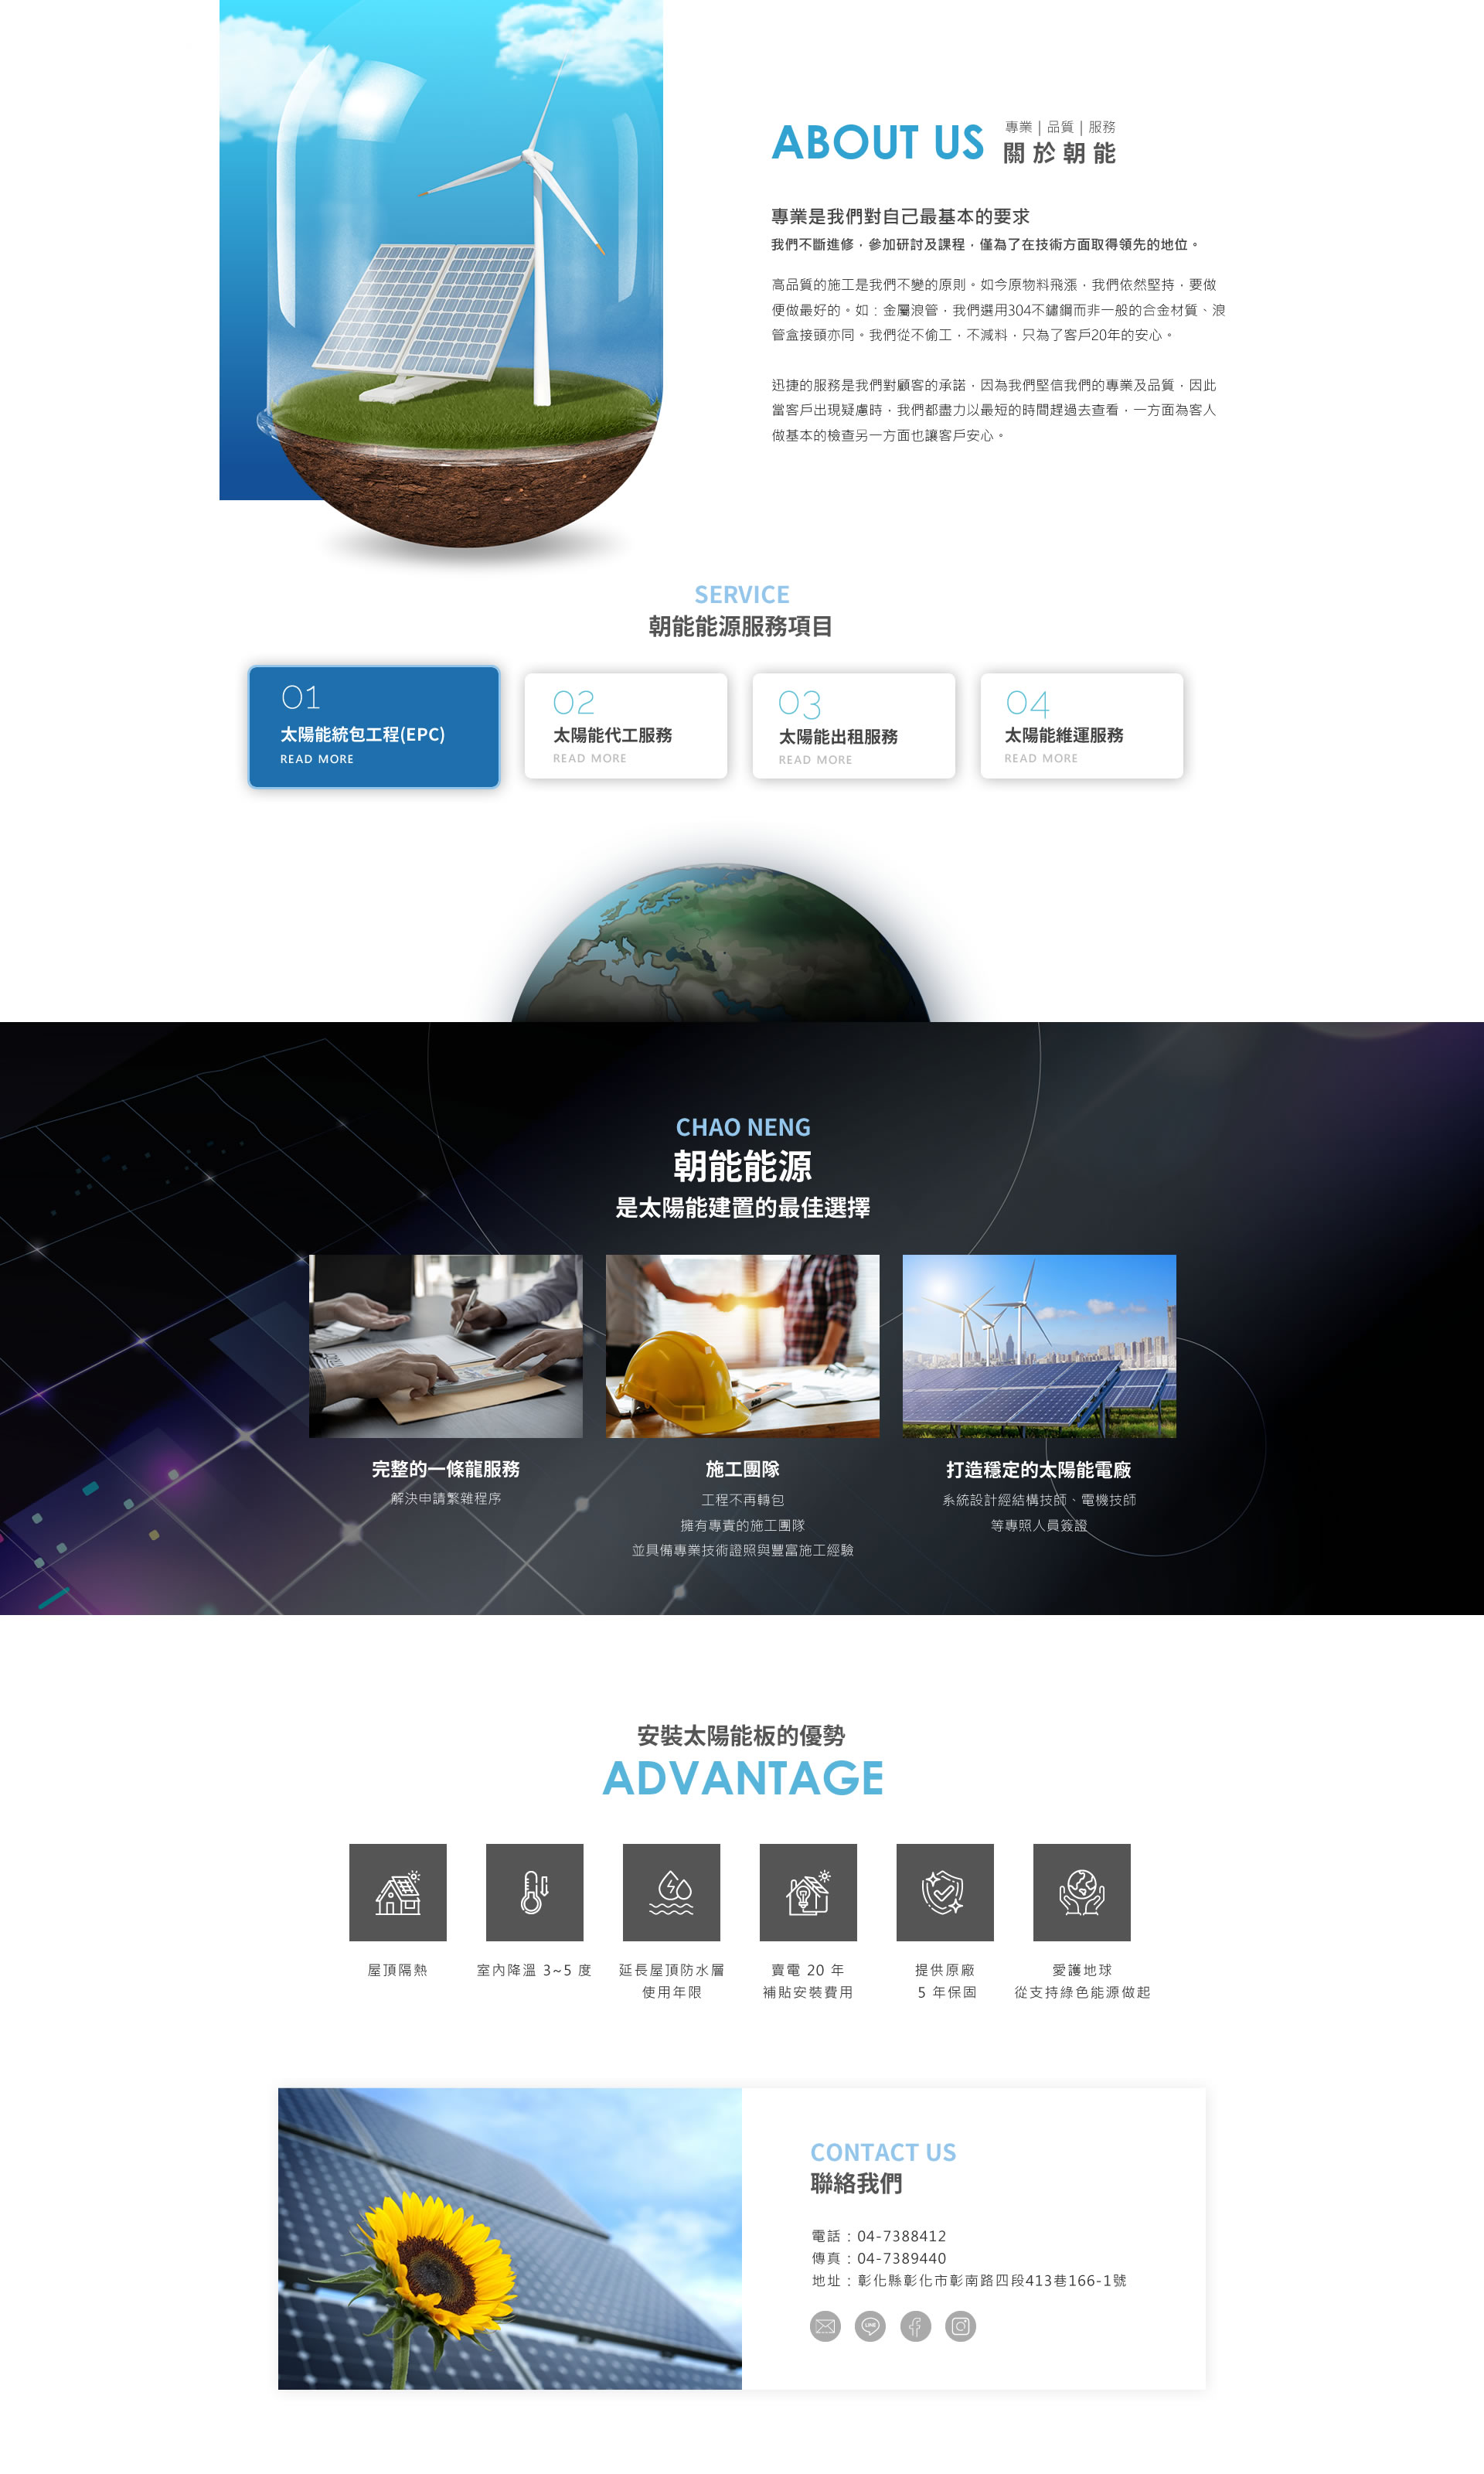 ABOUT US
專業 | 品質 | 服務
關於朝能
專業是我們對自己最基本的要求
我們不斷進修，參加研討及課程，僅為了在技術方面取得領先的地位。
高品質的施工是我們不變的原則。如今原物料飛漲，我們依然堅持，要做
便做最好的。如：金屬浪管，我們選用304不鏽鋼而非一般的合金材質、浪
管盒接頭亦同。我們從不偷工，不減料，只為了客戶20年的安心。
迅捷的服務是我們對顧客的承諾，因為我們堅信我們的專業及品質，因此
當客戶出現疑慮時，我們都盡力以最短的時間趕過去查看，一方面為客人
做基本的檢查另一方面也讓客戶安心。
SERVICE
朝能能源服務項目
01
太陽能統包工程(EPC)
READ MORE
02
太陽能代工服務
READ MORE
03
太陽能出租服務
READ MORE
04
太陽能維運服務
READ MORE
CHAO NENG
朝能能源
是太陽能建置的最佳選擇
完整的一條龍服務
解決申請繁雜程序
施工團隊
工程不再轉包
擁有專責的施工團隊
並具備專業技術證照與豐富施工經驗
打造穩定的太陽能電廠
系統設計經結構技師、電機技師
等專照人員簽證
安裝太陽能板的優勢
ADVANTAGE
屋頂隔熱
室內降溫 3~5 度
延長屋頂防水層
使用年限
賣電 20 年
補貼安裝費用
提供原廠
5 年保固
愛護地球
從支持綠色能源做起
CONTACT US
聯絡我們
電話：04-7388412
傳真：04-7389440
地址：彰化縣彰化市彰南路四段413巷166-1號
LINE